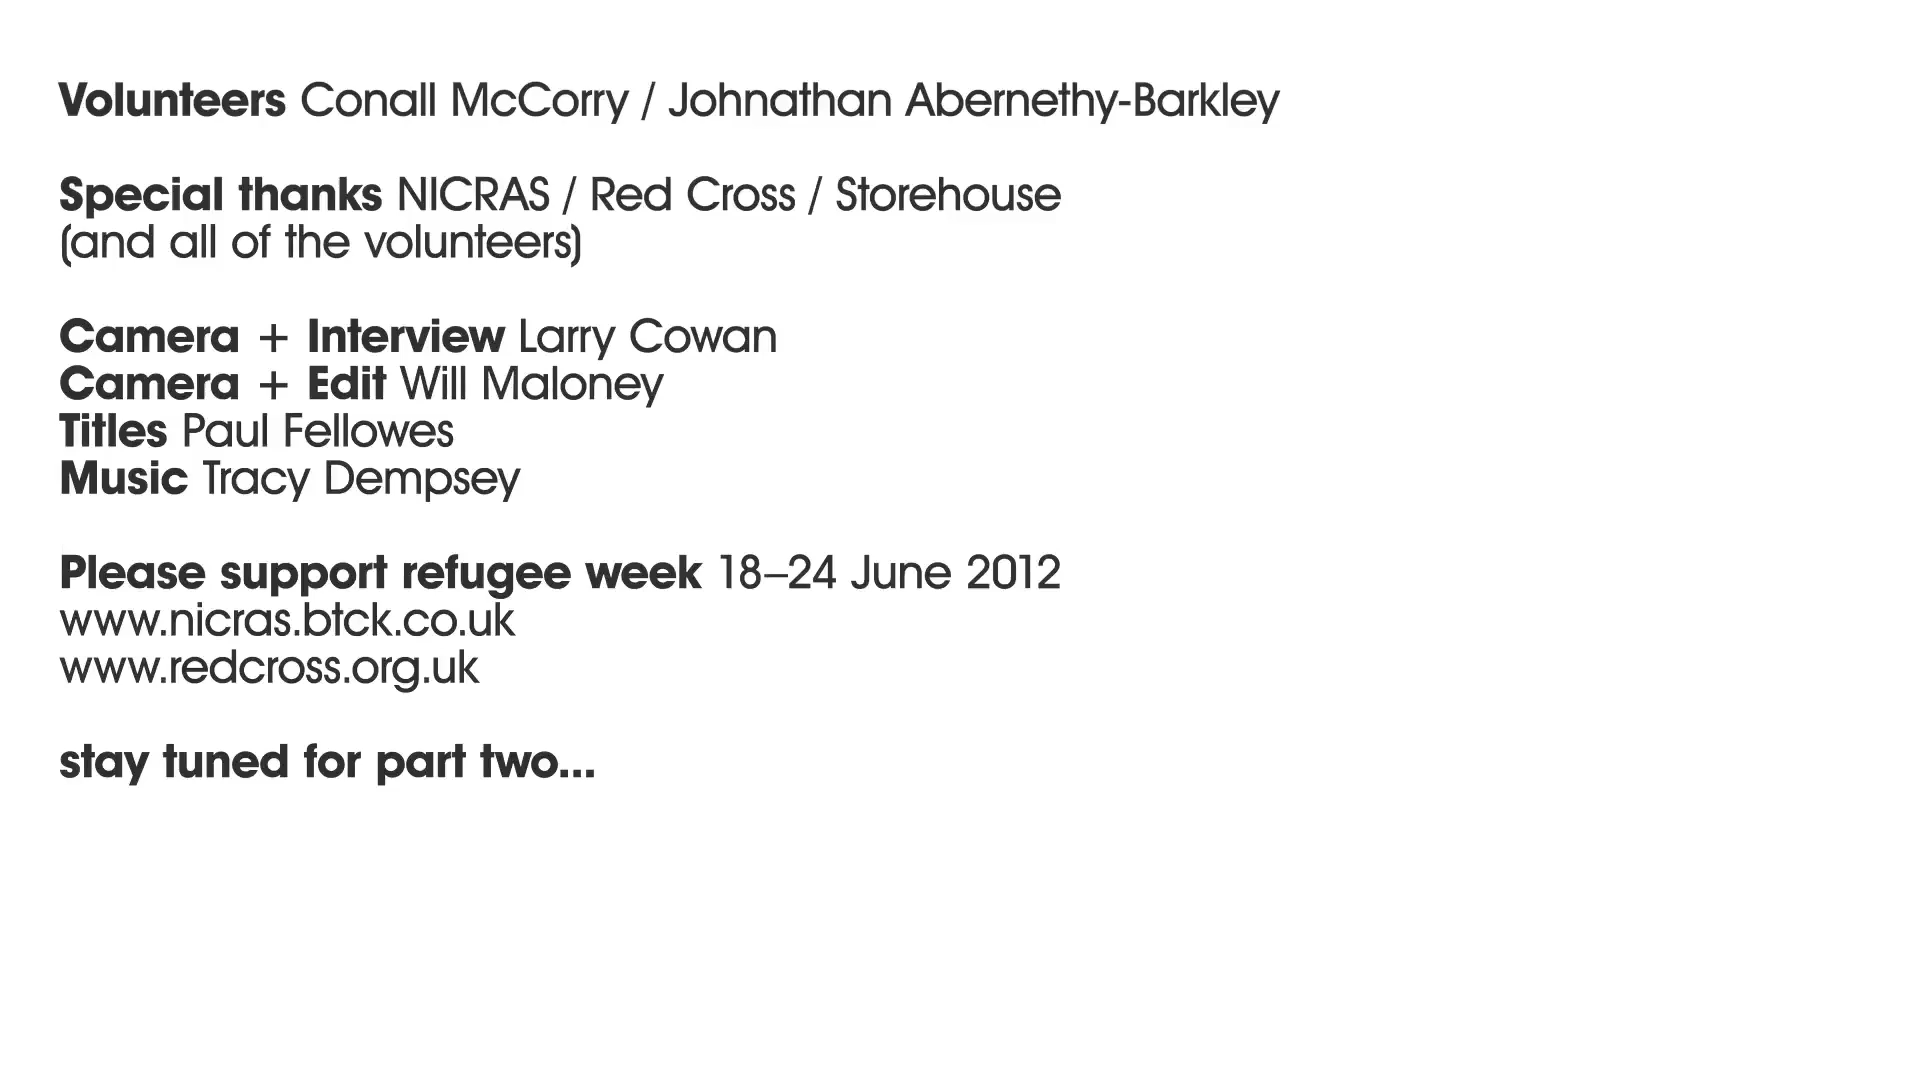 Volunteers Conall McCorry / Johnathan Abernethy-Barkley
Special thanks NICRAS / Red Cross / Storehouse
(and all of the volunteers)
Camera + Interview Larry Cowan
Camera + Edit Will Maloney
Titles Paul Fellowes
Music Tracy Dempsey
Please support refugee week 18–24 June 2012
www.nicras.btck.co.uk
www.redcross.org.uk
stay tuned for part two...